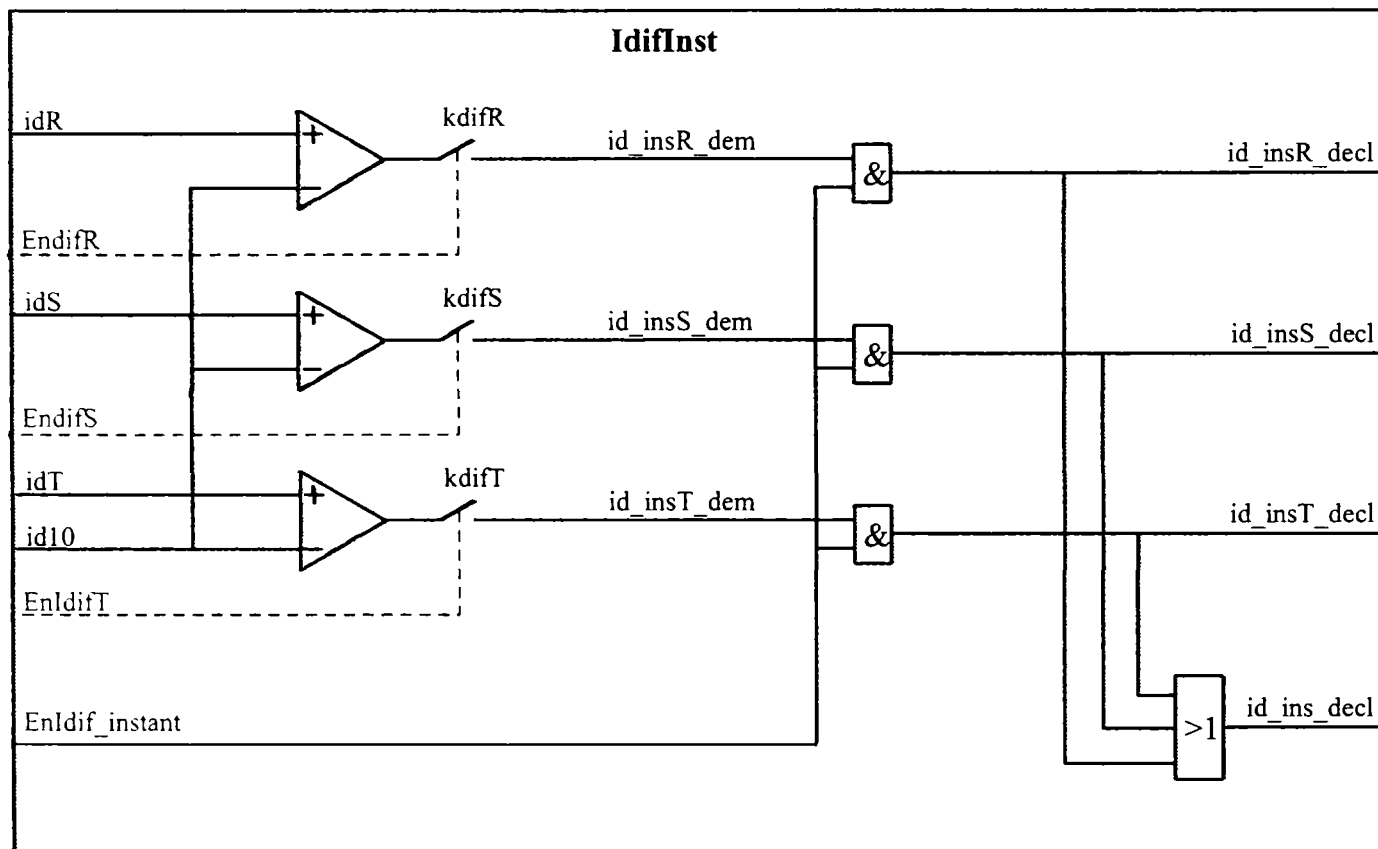 IdifInst
idR
+
kdifR
id_insR_dem
&
id_insR_decl
−
EndifR
idS
+
kdifS
id_insS_dem
&
id_insS_decl
−
EndifS
idT
+
kdifT
id_insT_dem
&
id_insT_decl
id10
−
EnIdifT
EnIdif_instant
>1
id_ins_decl